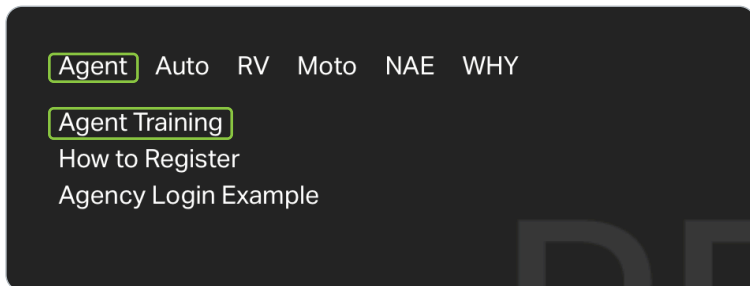 Agent Auto RV Moto NAE WHY
Agent Training
How to Register
Agency Login Example